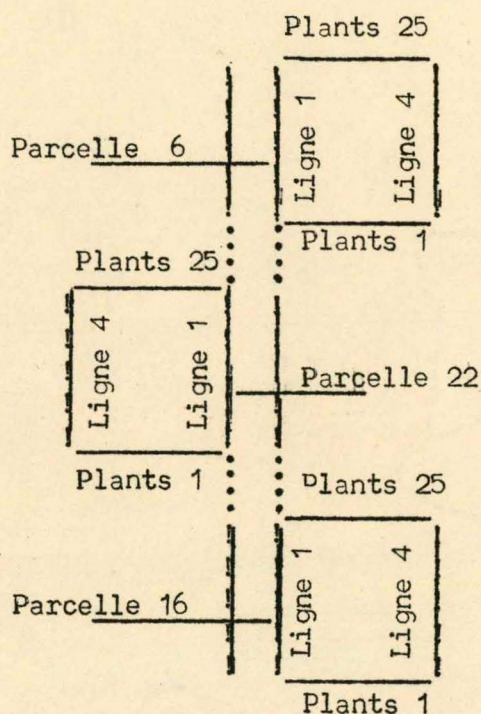 Plants 25
Ligne 1
Ligne 4
Parcelle 6
Plants 1
Plants 25
Ligne 4
Ligne 1
Parcelle 22
Plants 1
Plants 25
Ligne 1
Ligne 4
Parcelle 16
Plants 1